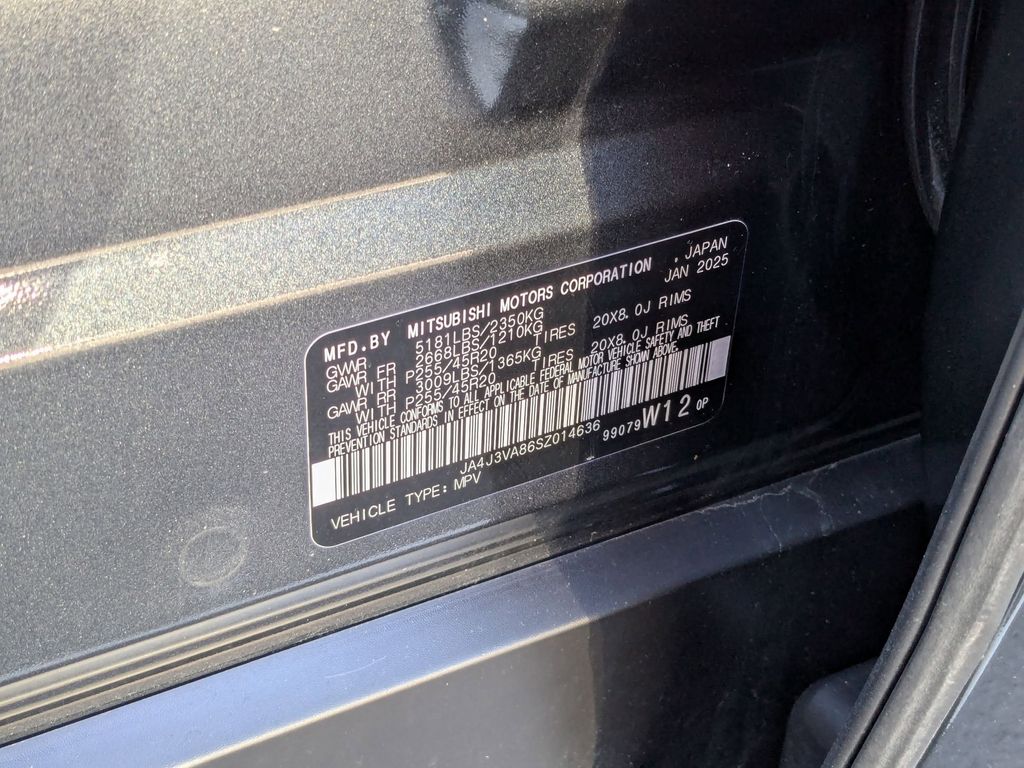 MFD.BY MITSUBISHI MOTORS CORPORATION , JAPAN
JAN 2025
GWVR 5181LBS/2350KG
GAWR FR 2668LBS/1210KG
WITH P255/45R20 TIRES 20X8.0J RIMS
GAWR RR 3009LBS/1365KG
WITH P255/45R20 TIRES 20X8.0J RIMS
THIS VEHICLE CONFORMS TO ALL APPLICABLE FEDERAL MOTOR VEHICLE SAFETY AND THEFT
PREVENTION STANDARDS IN EFFECT ON THE DATE OF MANUFACTURE SHOWN ABOVE.
JA4J3VA86SZ014636
99079 W12 0P
VEHICLE TYPE: MPV